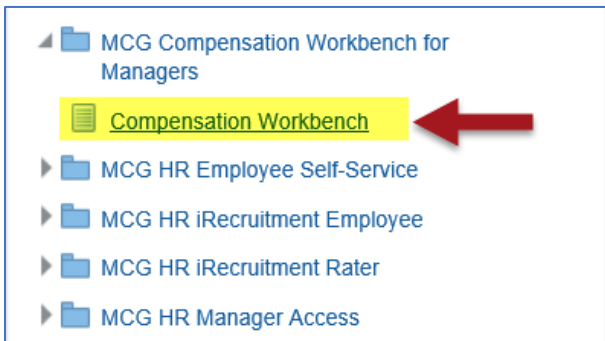 MCG Compensation Workbench for
Managers
Compensation Workbench
MCG HR Employee Self-Service
MCG HR iRecruitment Employee
MCG HR iRecruitment Rater
MCG HR Manager Access